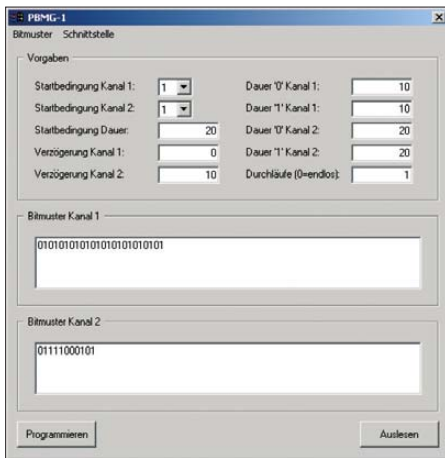 PBMG-1
Bitmuster Schnittstelle
Vorgaben
Startbedingung Kanal 1: 1 Dauer '0' Kanal 1: 10
Startbedingung Kanal 2: 1 Dauer '1' Kanal 1: 10
Startbedingung Dauer: 20 Dauer '0' Kanal 2: 20
Verzögerung Kanal 1: 0 Dauer '1' Kanal 2: 20
Verzögerung Kanal 2: 10 Durchläufe (0=endlos): 1
Bitmuster Kanal 1
010101010101010101010101
Bitmuster Kanal 2
01111000101
Programmieren Auslesen